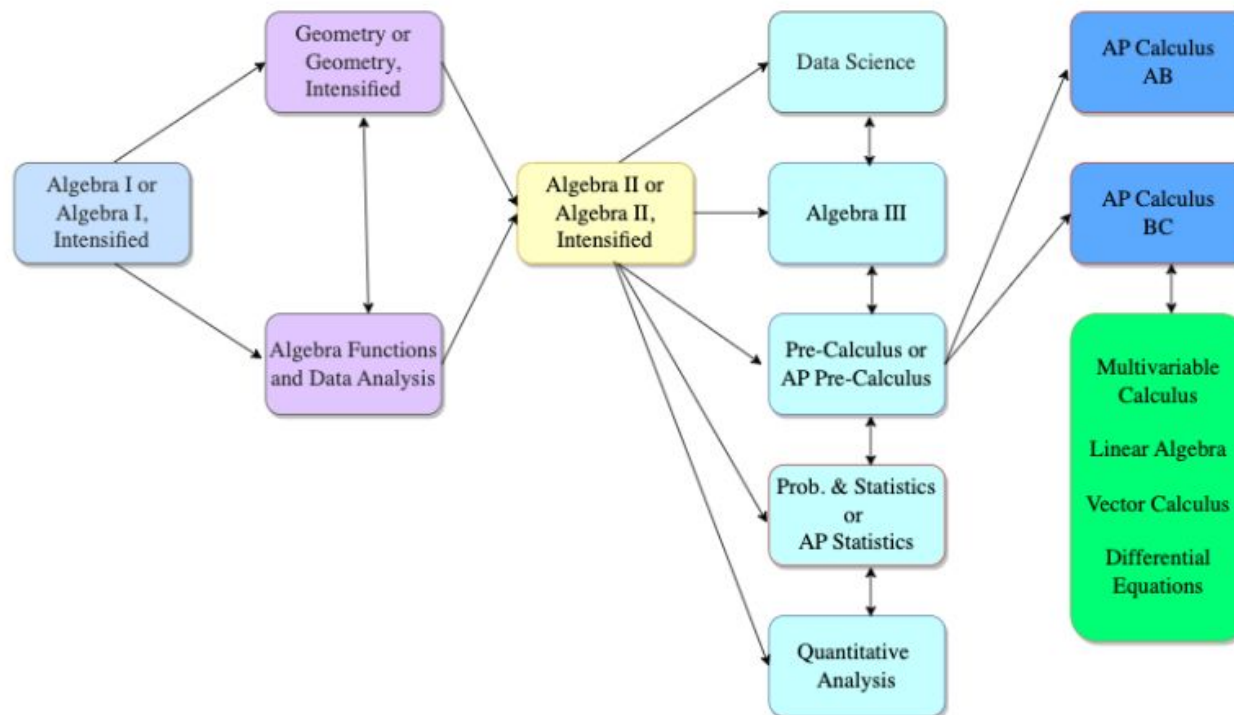 Geometry or
Geometry,
Intensified
Data Science
AP Calculus
AB
Algebra I or
Algebra I,
Intensified
Algebra II or
Algebra II,
Intensified
Algebra III
AP Calculus
BC
Algebra Functions
and Data Analysis
Pre-Calculus or
AP Pre-Calculus
Multivariable
Calculus
Linear Algebra
Vector Calculus
Differential
Equations
Prob. & Statistics
or
AP Statistics
Quantitative
Analysis